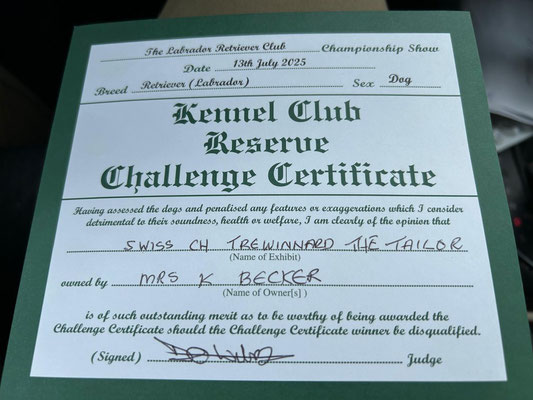 The Labrador Retriever Club Championship Show
Date 13th July 2025
Breed Retriever (Labrador) Sex Dog
Kennel Club
Reserve
Challenge Certificate
Having assessed the dogs and penalised any features or exaggerations which I consider
detrimental to their soundness, health or welfare, I am clearly of the opinion that
SWISS CH TREWINNARD THE TAILOR
(Name of Exhibit)
owned by MRS K BECKER
(Name of Owner[s] )
is of such outstanding merit as to be worthy of being awarded the
Challenge Certificate should the Challenge Certificate winner be disqualified.
(Signed) Judge